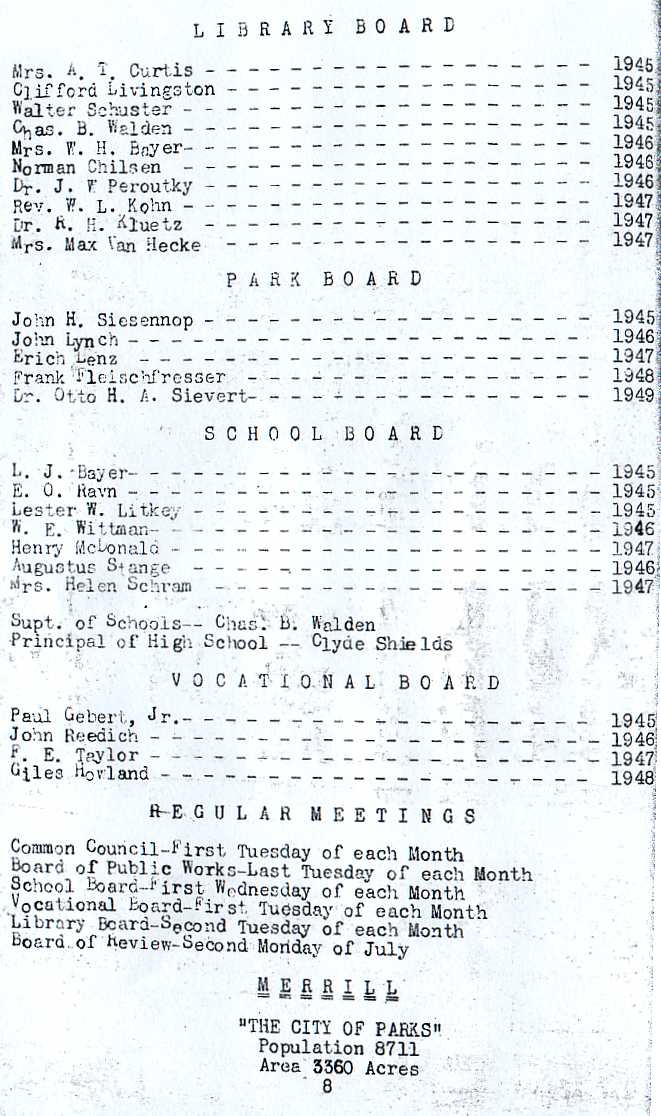 LIBRARY BOARD
Mrs. A. T. Curtis - - - - - - - - - - - - - - - - - - - 1945
Clifford Livingston - - - - - - - - - - - - - - - - - - 1945
Walter Schuster - - - - - - - - - - - - - - - - - - - - 1945
Chas. B. Walden - - - - - - - - - - - - - - - - - - - - 1945
Mrs. W. H. Bayer- - - - - - - - - - - - - - - - - - - - 1946
Norman Chilsen - - - - - - - - - - - - - - - - - - - - 1946
Dr. J. W Peroutky - - - - - - - - - - - - - - - - - - - 1946
Rev. W. L. Kohn - - - - - - - - - - - - - - - - - - - - 1947
Dr. R. H. Kluetz - - - - - - - - - - - - - - - - - - - 1947
Mrs. Max Van Hecke - - - - - - - - - - - - - - - - - - 1947
PARK BOARD
John H. Siesennop - - - - - - - - - - - - - - - - - - - 1945
John Lynch - - - - - - - - - - - - - - - - - - - - - - 1946
Erich Lenz - - - - - - - - - - - - - - - - - - - - - - 1947
Frank Fleischfresser - - - - - - - - - - - - - - - - - 1948
Dr. Otto H. A. Sievert- - - - - - - - - - - - - - - - - 1949
SCHOOL BOARD
L. J. Bayer- - - - - - - - - - - - - - - - - - - - - - 1945
E. O. Ravn - - - - - - - - - - - - - - - - - - - - - - 1945
Lester W. Litkey - - - - - - - - - - - - - - - - - - - 1945
W. E. Wittman- - - - - - - - - - - - - - - - - - - - - 1946
Henry McDonald - - - - - - - - - - - - - - - - - - - - 1947
Augustus Stange - - - - - - - - - - - - - - - - - - - 1946
Mrs. Helen Schram - - - - - - - - - - - - - - - - - - 1947
Supt. of Schools-- Chas. B. Walden
Principal of High School -- Clyde Shields
VOCATIONAL BOARD
Paul Gebert, Jr.- - - - - - - - - - - - - - - - - - - - 1945
John Reedich - - - - - - - - - - - - - - - - - - - - - 1946
F. E. Taylor - - - - - - - - - - - - - - - - - - - - - 1947
Giles Hovland - - - - - - - - - - - - - - - - - - - - - 1948
REGULAR MEETINGS
Common Council-First Tuesday of each Month
Board of Public Works-Last Tuesday of each Month
School Board-First Wednesday of each Month
Vocational Board-First Tuesday of each Month
Library Board-Second Tuesday of each Month
Board of Review-Second Monday of July
MERRILL
"THE CITY OF PARKS"
Population 8711
Area 3360 Acres
8